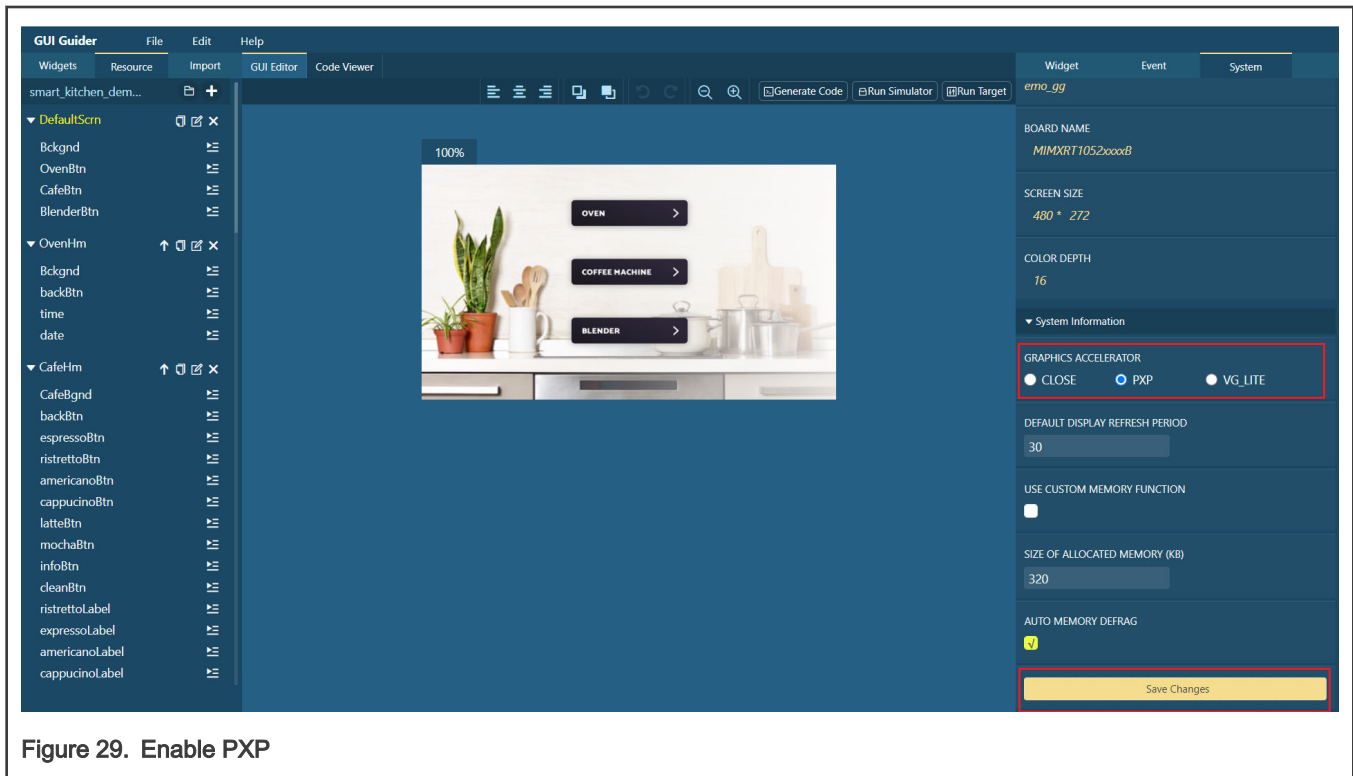 GUI Guider File Edit Help
Widgets Resource Import GUI Editor Code Viewer Widget Event System
smart_kitchen_dem... Generate Code Run Simulator Run Target
emo_gg
DefaultScrn
Bckgnd
OvenBtn
CafeBtn
BlenderBtn
OvenHm
Bckgnd
backBtn
time
date
CafeHm
CafeBgnd
backBtn
espressoBtn
ristrettoBtn
americanoBtn
cappucinoBtn
latteBtn
mochaBtn
infoBtn
cleanBtn
ristrettoLabel
expressoLabel
americanoLabel
cappucinoLabel
100%
OVEN
COFFEE MACHINE
BLENDER
BOARD NAME
MIMXRT1052xxxxB
SCREEN SIZE
480 * 272
COLOR DEPTH
16
System Information
GRAPHICS ACCELERATOR
CLOSE PXP VG_LITE
DEFAULT DISPLAY REFRESH PERIOD
30
USE CUSTOM MEMORY FUNCTION
SIZE OF ALLOCATED MEMORY (KB)
320
AUTO MEMORY DEFRAG
Save Changes
Figure 29. Enable PXP